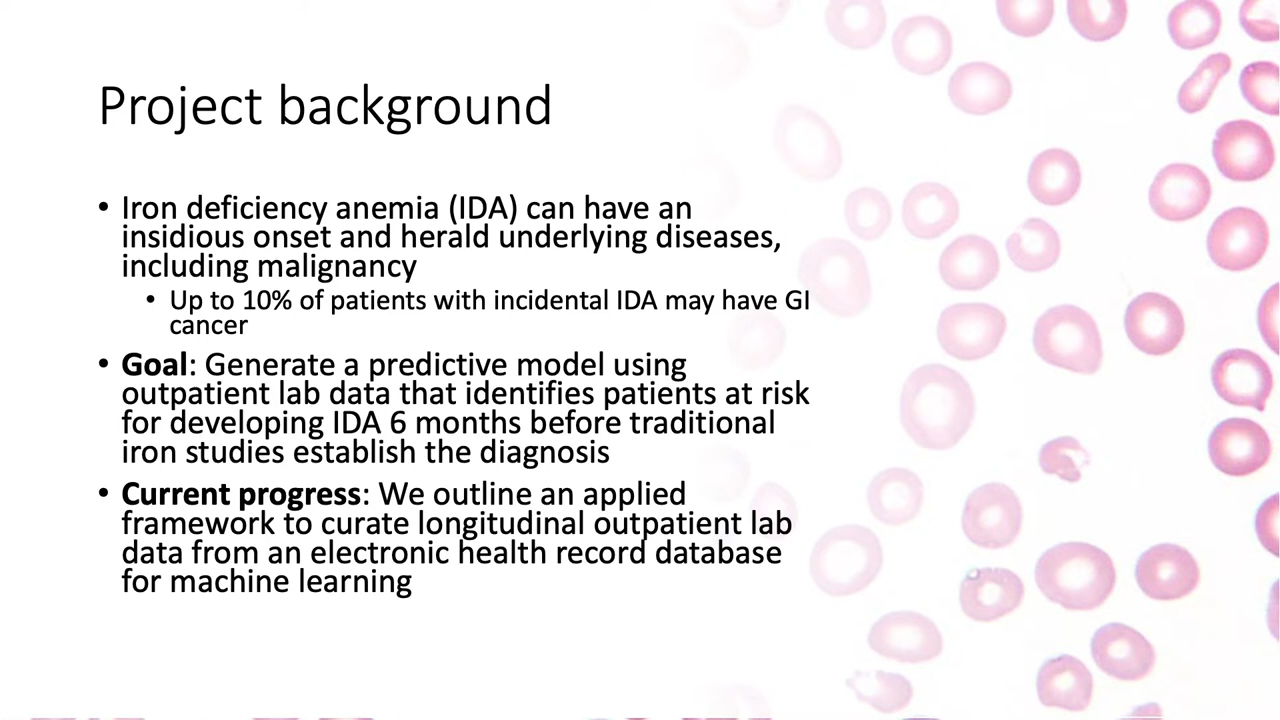 Project background
• Iron deficiency anemia (IDA) can have an
insidious onset and herald underlying diseases,
including malignancy
• Up to 10% of patients with incidental IDA may have GI
cancer
• Goal: Generate a predictive model using
outpatient lab data that identifies patients at risk
for developing IDA 6 months before traditional
iron studies establish the diagnosis
• Current progress: We outline an applied
framework to curate longitudinal outpatient lab
data from an electronic health record database
for machine learning